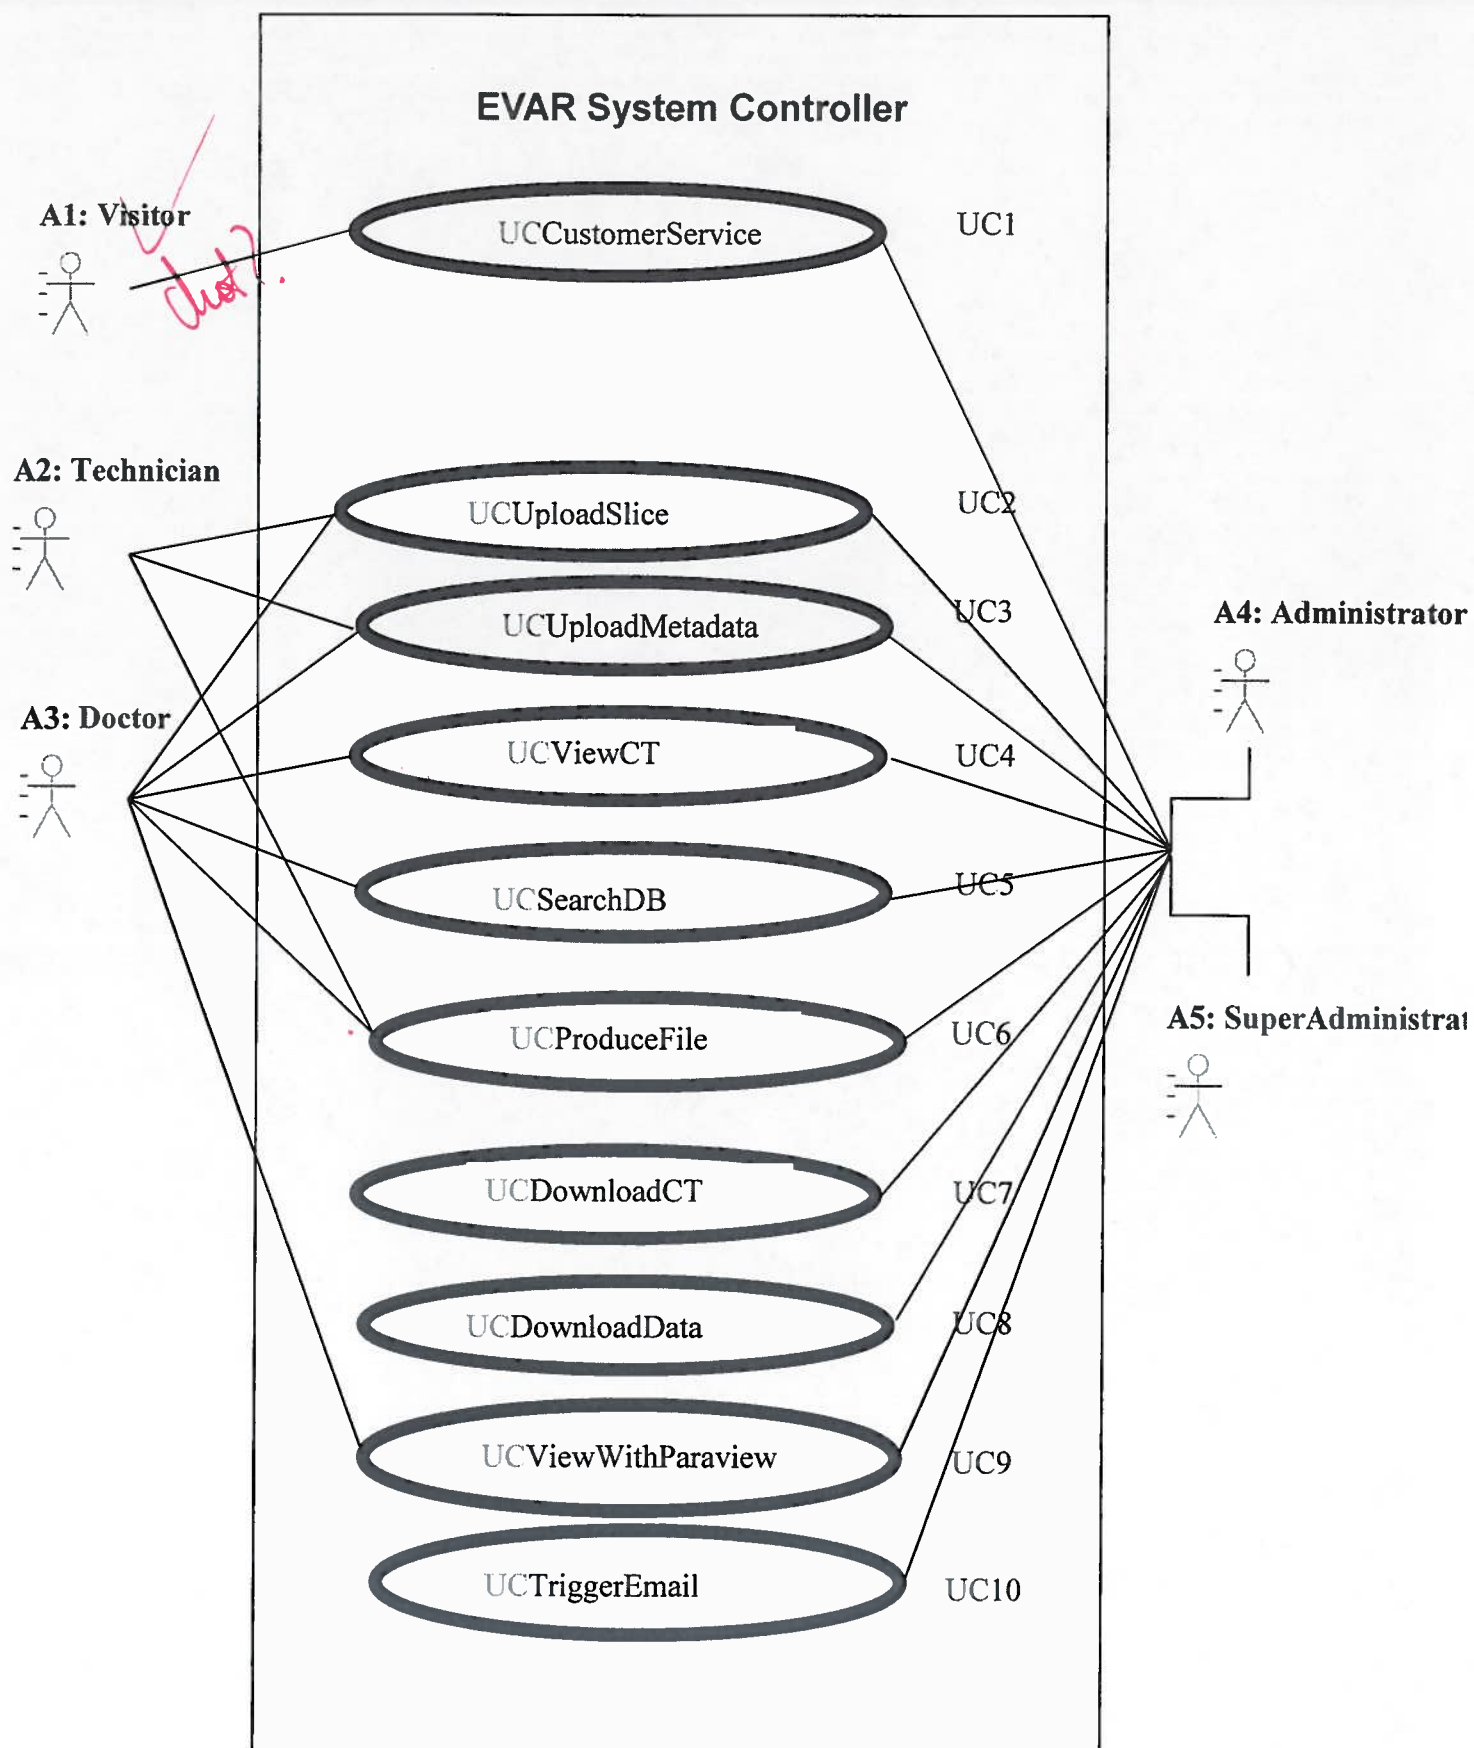 EVAR System Controller
A1: Visitor
UCCustomerService
UC1
A2: Technician
UCUploadSlice
UC2
UCUploadMetadata
UC3
A4: Administrator
A3: Doctor
UCViewCT
UC4
UCSearchDB
UC5
UCProduceFile
UC6
A5: SuperAdministrat
UCDownloadCT
UC7
UCDownloadData
UC8
UCViewWithParaview
UC9
UCTriggerEmail
UC10